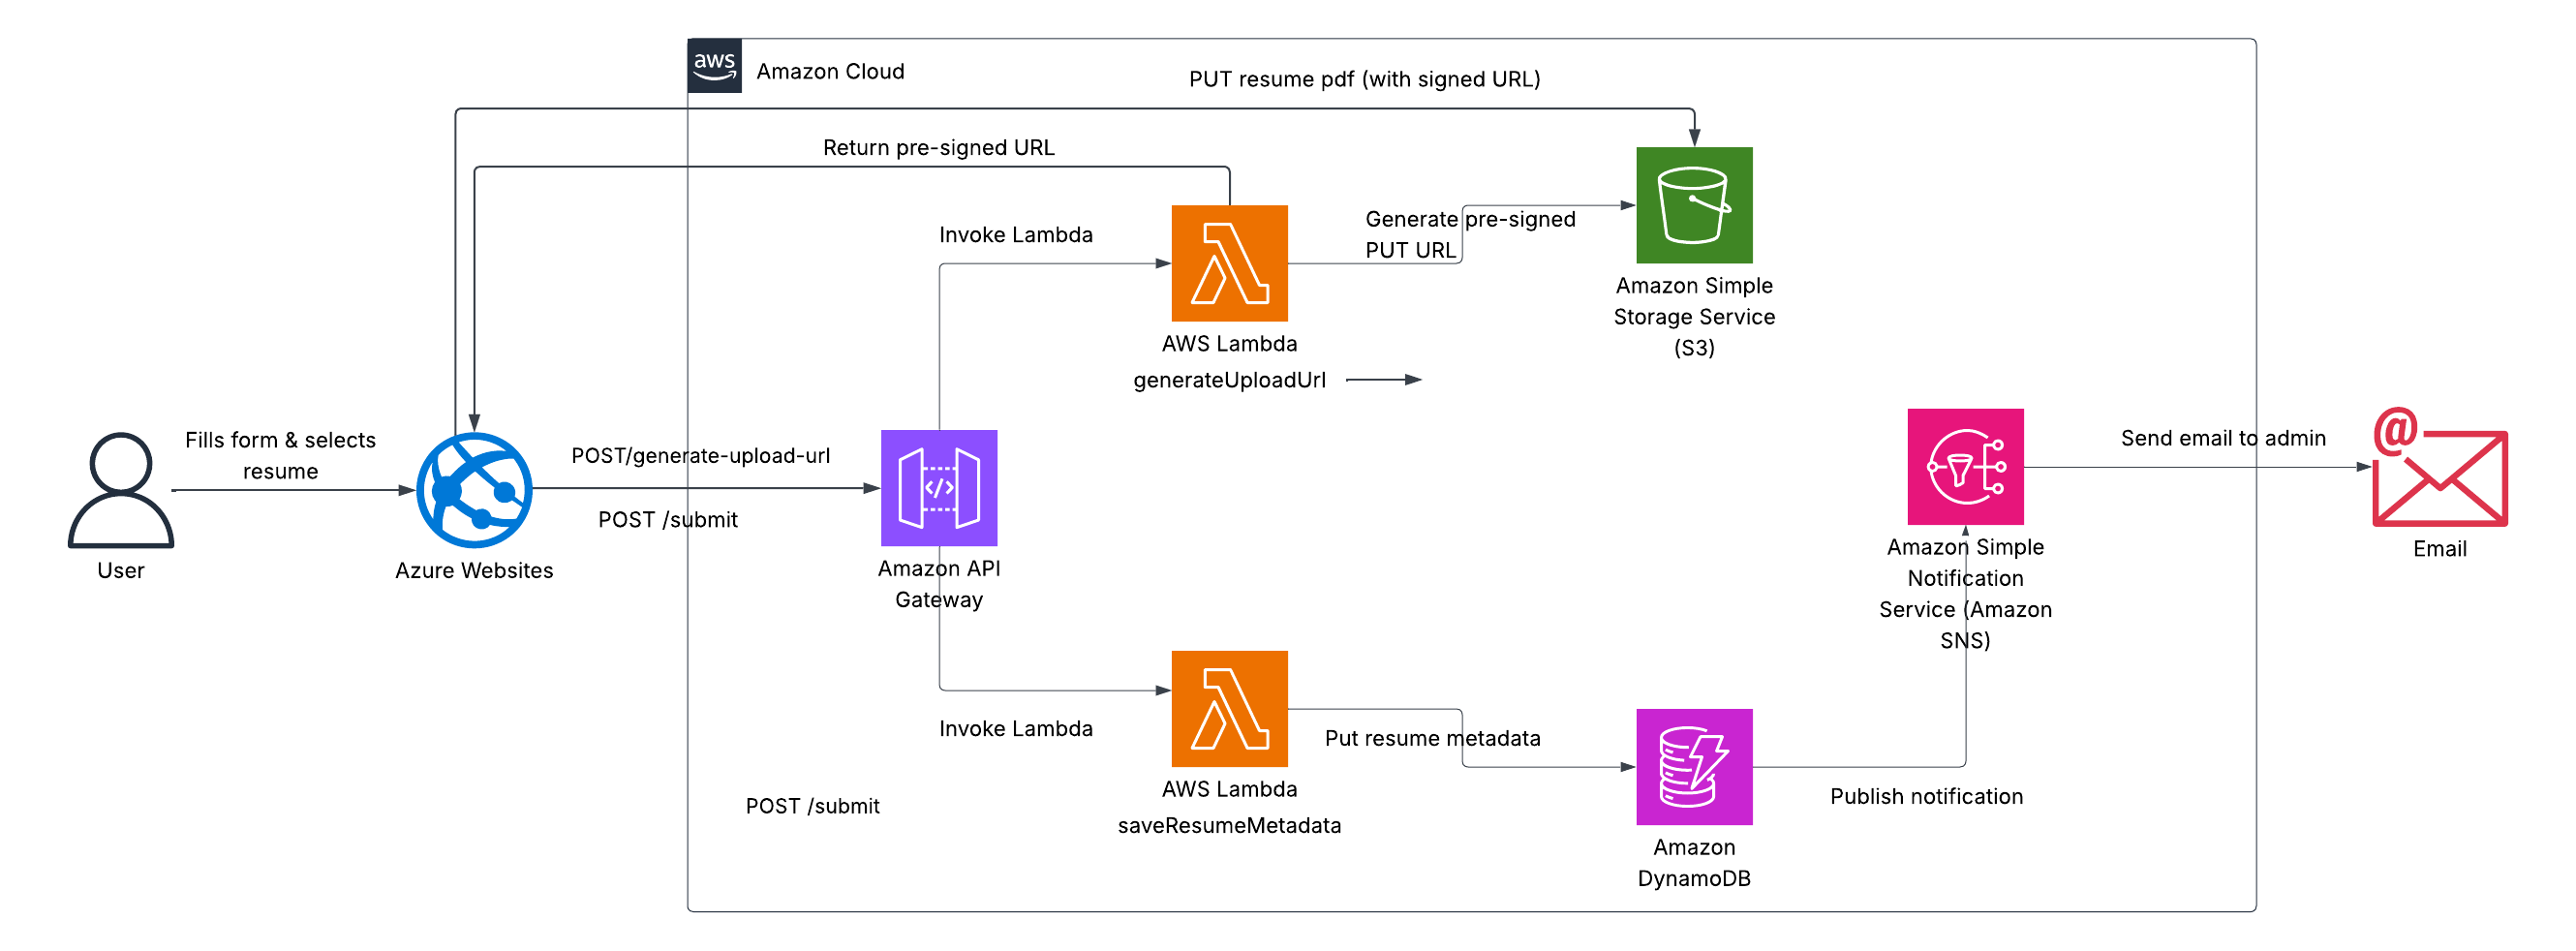 aws
Amazon Cloud
PUT resume pdf (with signed URL)
Return pre-signed URL
Invoke Lambda
Generate pre-signed
PUT URL
Amazon Simple
Storage Service
(S3)
AWS Lambda
generateUploadUrl
Fills form & selects
resume
User
Azure Websites
POST/generate-upload-url
POST /submit
</>
Amazon API
Gateway
Send email to admin
@
Email
Amazon Simple
Notification
Service (Amazon
SNS)
Invoke Lambda
Put resume metadata
AWS Lambda
saveResumeMetadata
POST /submit
Publish notification
Amazon
DynamoDB